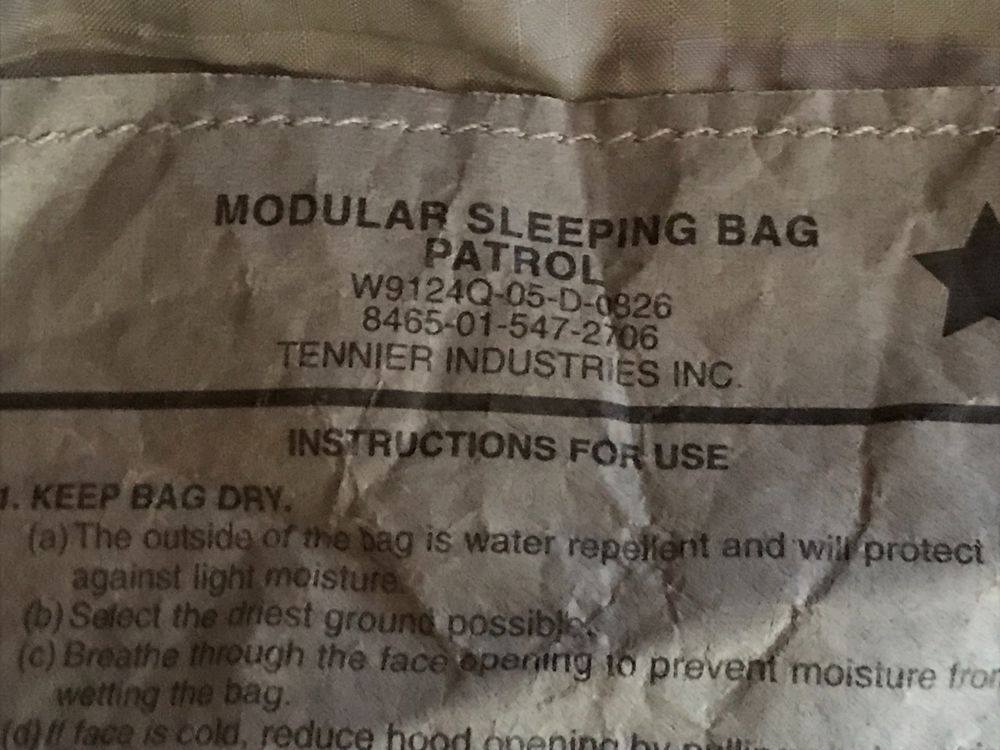 MODULAR SLEEPING BAG
PATROL
W9124Q-05-D-0826
8465-01-547-2706
TENNIER INDUSTRIES INC.
INSTRUCTIONS FOR USE
1. KEEP BAG DRY.
(a) The outside of the bag is water repellent and will protect
against light moisture.
(b) Select the driest ground possible.
(c) Breathe through the face opening to prevent moisture from
wetting the bag.
(d) If face is cold, reduce hood opening by